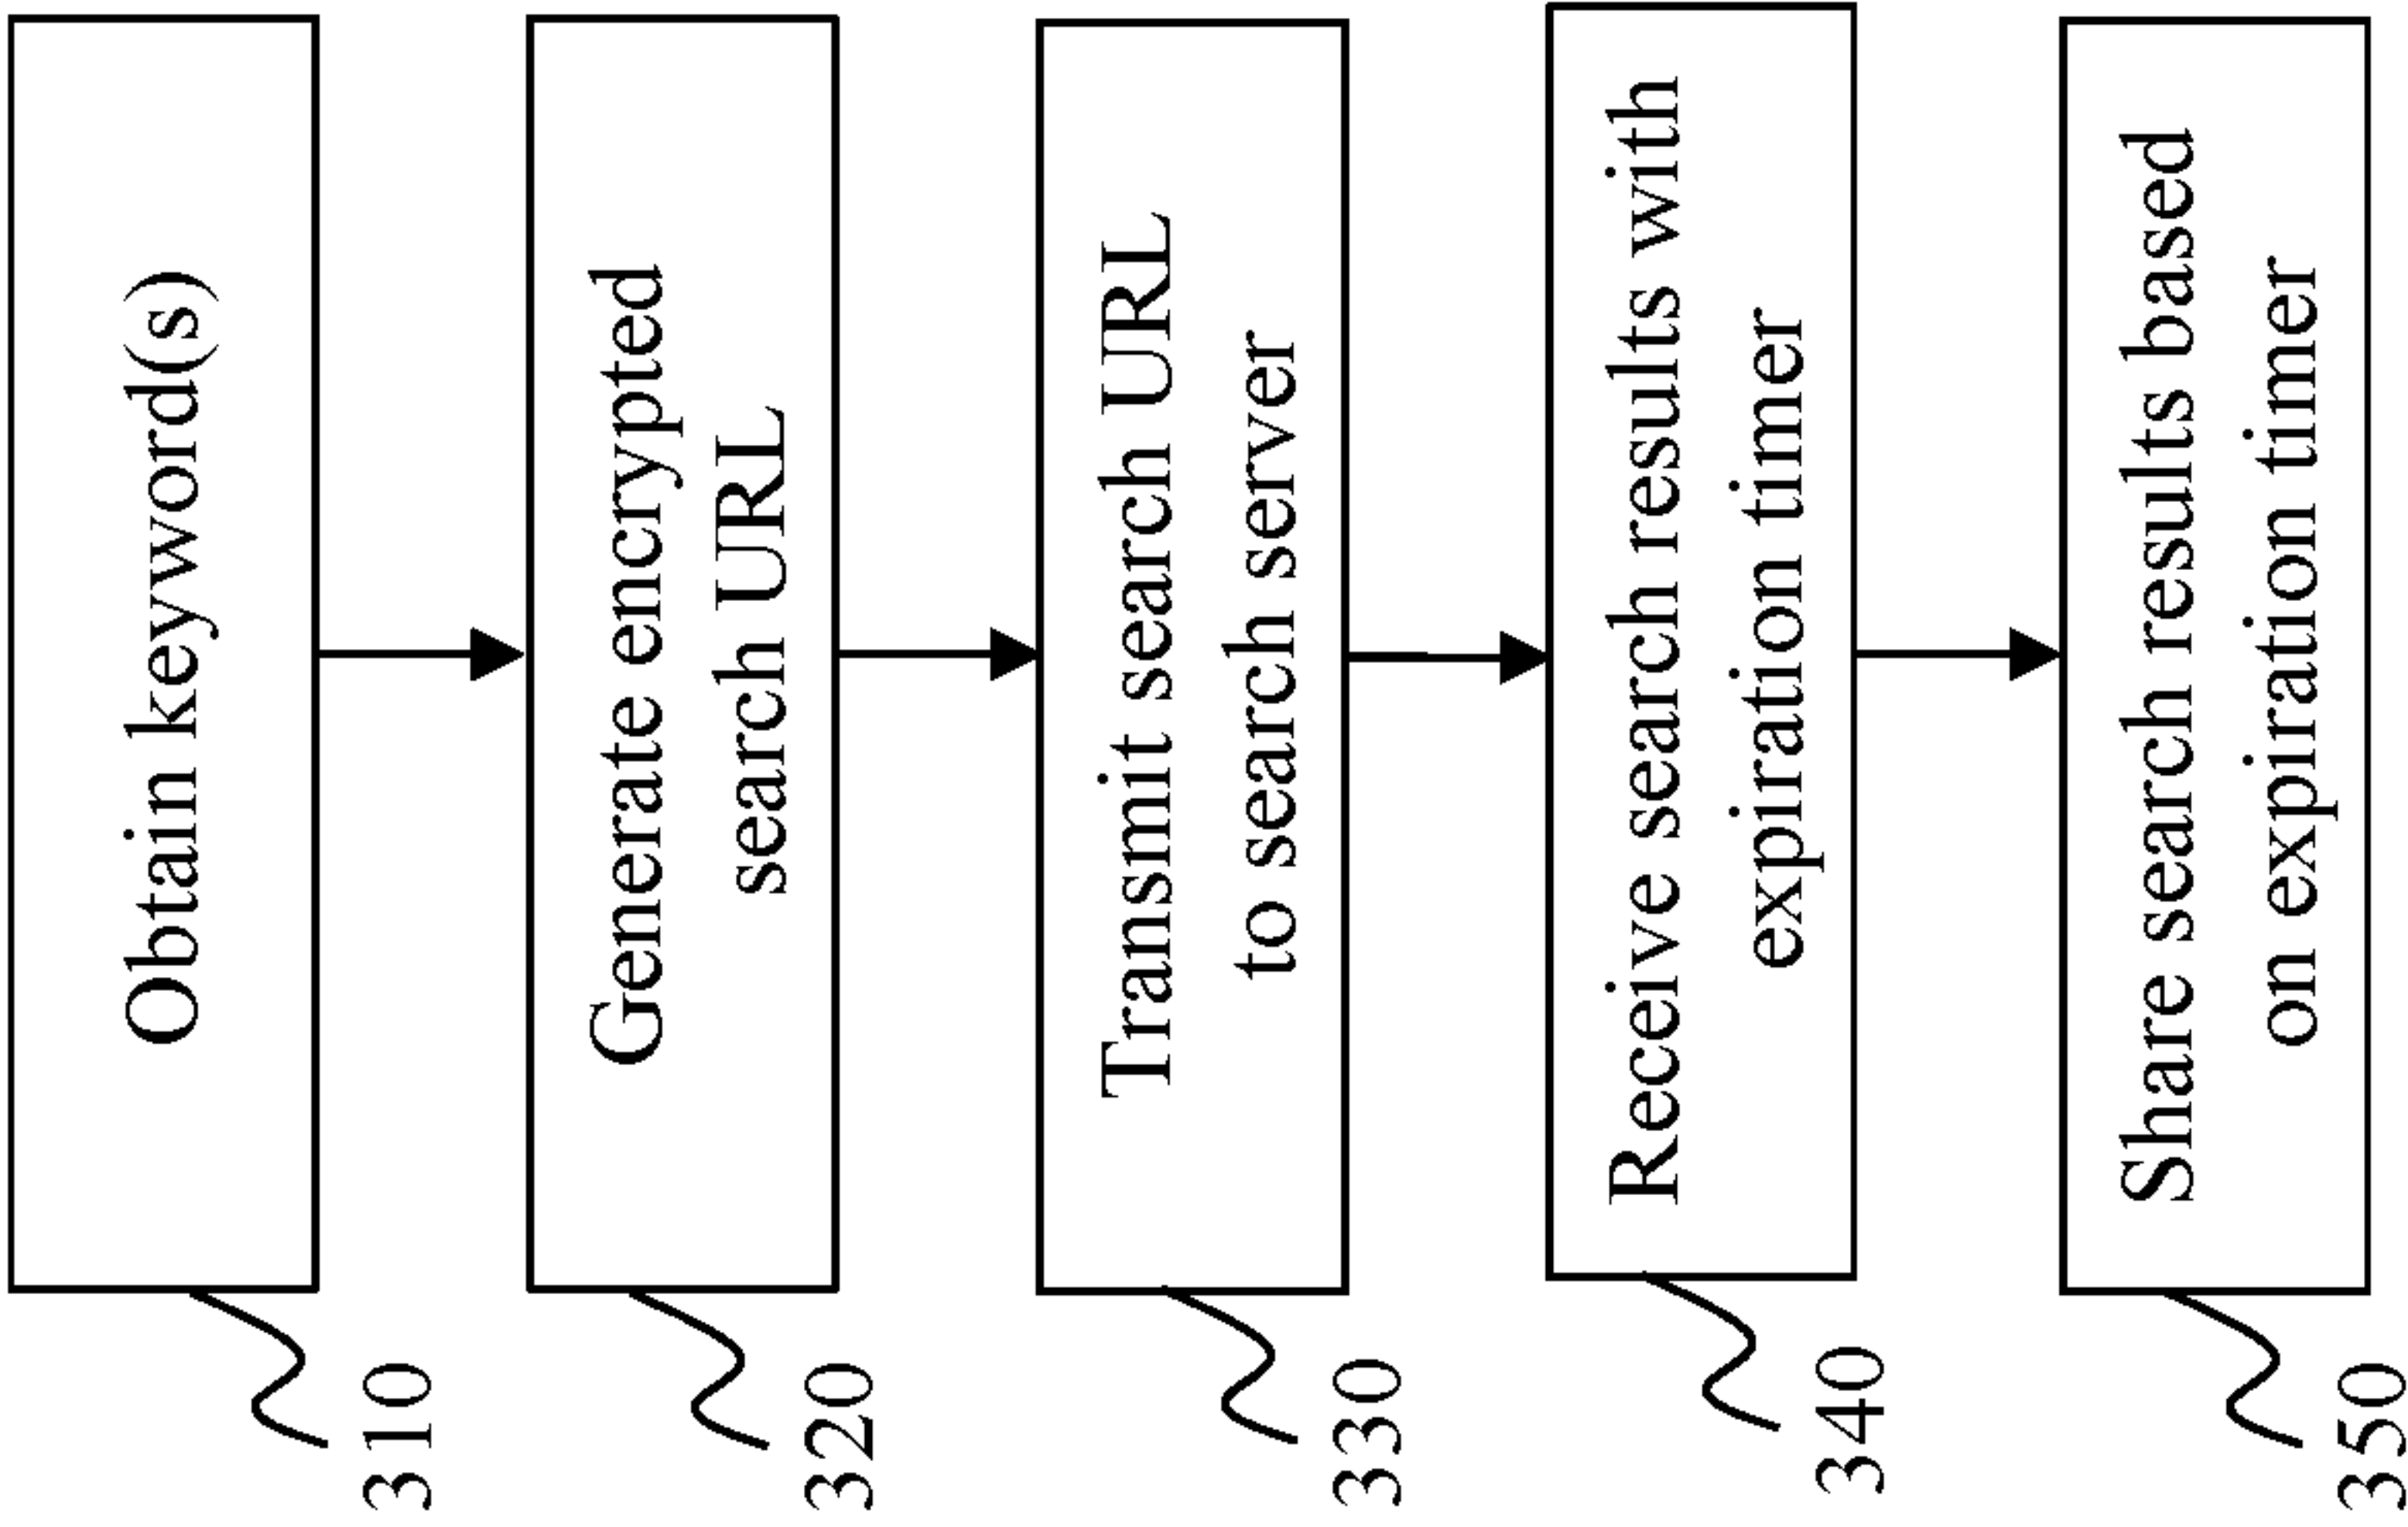 310
Obtain keyword(s)
320
Generate encrypted
search URL
330
Transmit search URL
to search server
340
Receive search results with
expiration timer
350
Share search results based
on expiration timer